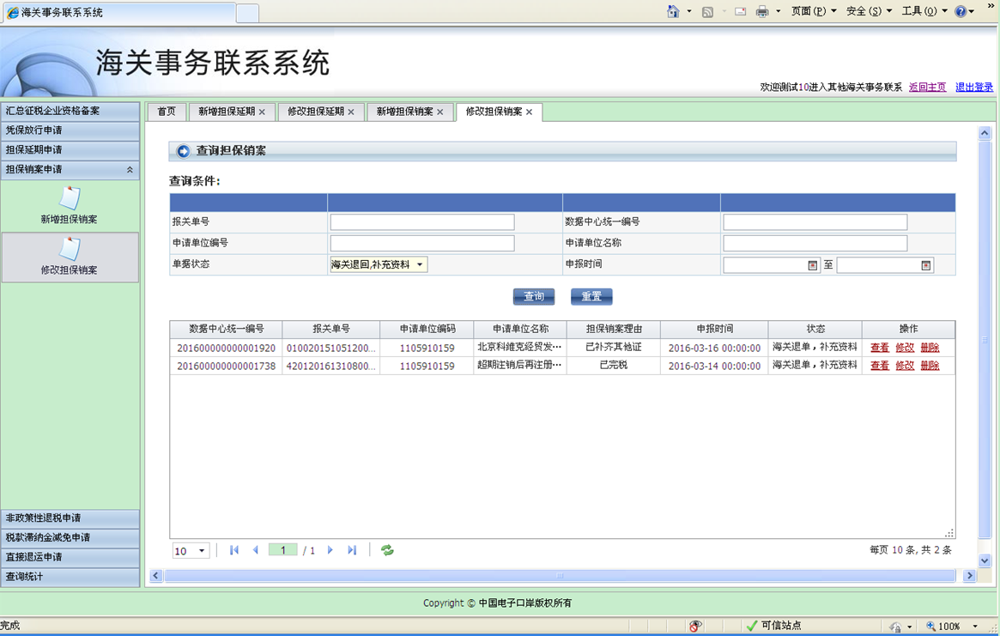 海关事务联系系统
页面(P) 安全(S) 工具(O)
海关事务联系系统
欢迎测试10进入其他海关事务联系 返回主页 退出登录
汇总征税企业资格备案
凭保放行申请
担保延期申请
担保销案申请
新增担保销案
修改担保销案
非政策性退税申请
税款滞纳金减免申请
直接退运申请
查询统计
首页 新增担保延期 × 修改担保延期 × 新增担保销案 × 修改担保销案 ×
查询担保销案
查询条件:
报关单号 数据中心统一编号
申请单位编号 申请单位名称
单据状态 海关退回,补充资料 申报时间 至
查询 重置
数据中心统一编号 报关单号 申请单位编码 申请单位名称 担保销案理由 申报时间 状态 操作
201600000000001920 010020151051200... 1105910159 北京科维克经贸发… 已补齐其他证 2016-03-16 00:00:00 海关退单，补充资料 查看 修改 删除
201600000000001738 420120161310800... 1105910159 超期注销后再注册… 已完税 2016-03-14 00:00:00 海关退单，补充资料 查看 修改 删除
10 1 / 1 每页 10 条, 共 2 条
Copyright © 中国电子口岸版权所有
完成 可信站点 100%